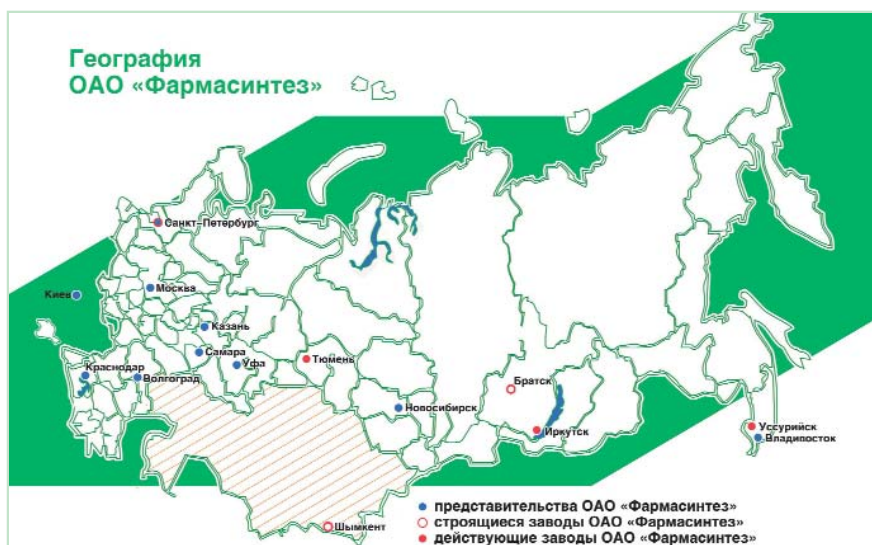 География
ОАО «Фармасинтез»
Санкт-Петербург
Киев
Москва
Казань
Самара
Уфа
Тюмень
Краснодар
Волгоград
Новосибирск
Братск
Иркутск
Уссурийск
Владивосток
Шымкент
представительства ОАО «Фармасинтез»
строящиеся заводы ОАО «Фармасинтез»
действующие заводы ОАО «Фармасинтез»